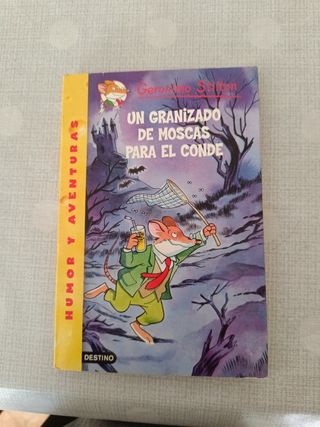 Geronimo Stilton
UN GRANIZADO
DE MOSCAS
PARA EL CONDE
HUMOR Y AVENTURAS
DESTINO